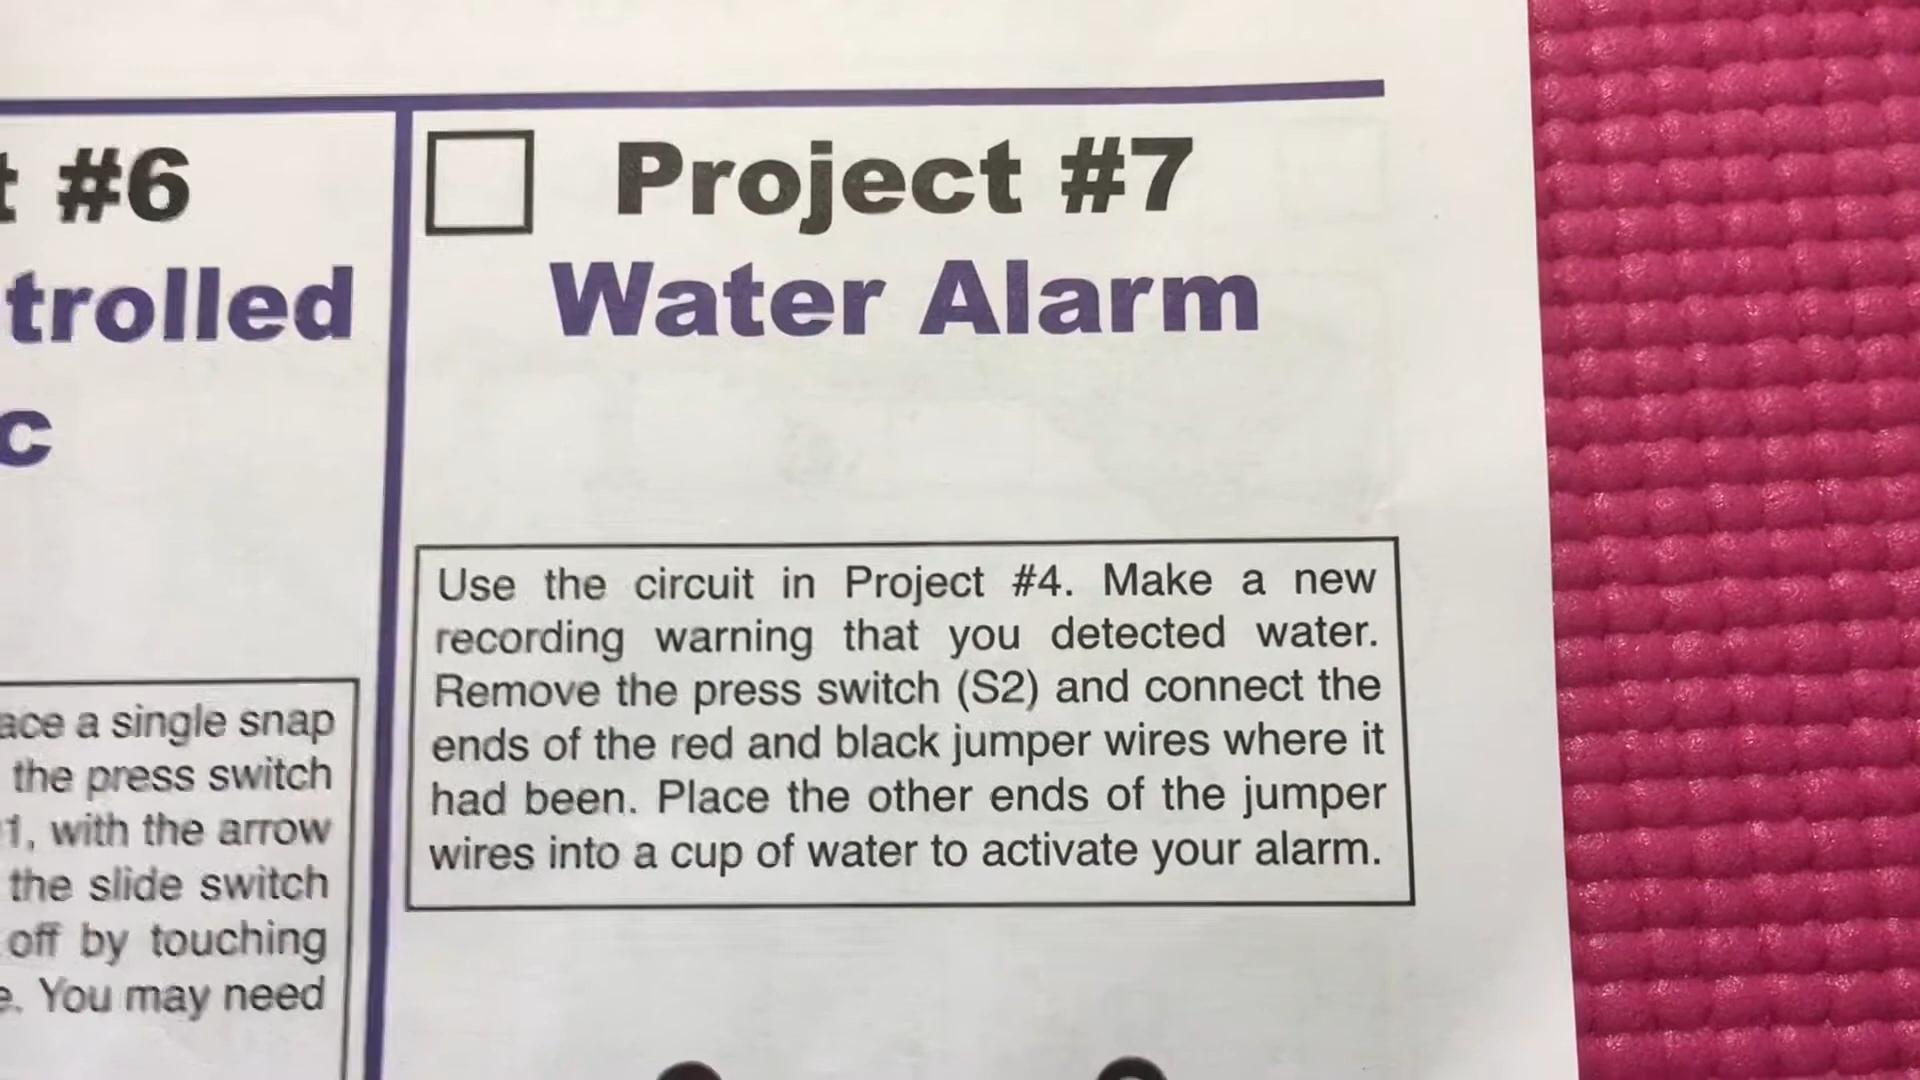 #6
trolled
c
ace a single snap
the press switch
1, with the arrow
the slide switch
off by touching
e. You may need
Project #7
Water Alarm
Use the circuit in Project #4. Make a new
recording warning that you detected water.
Remove the press switch (S2) and connect the
ends of the red and black jumper wires where it
had been. Place the other ends of the jumper
wires into a cup of water to activate your alarm.